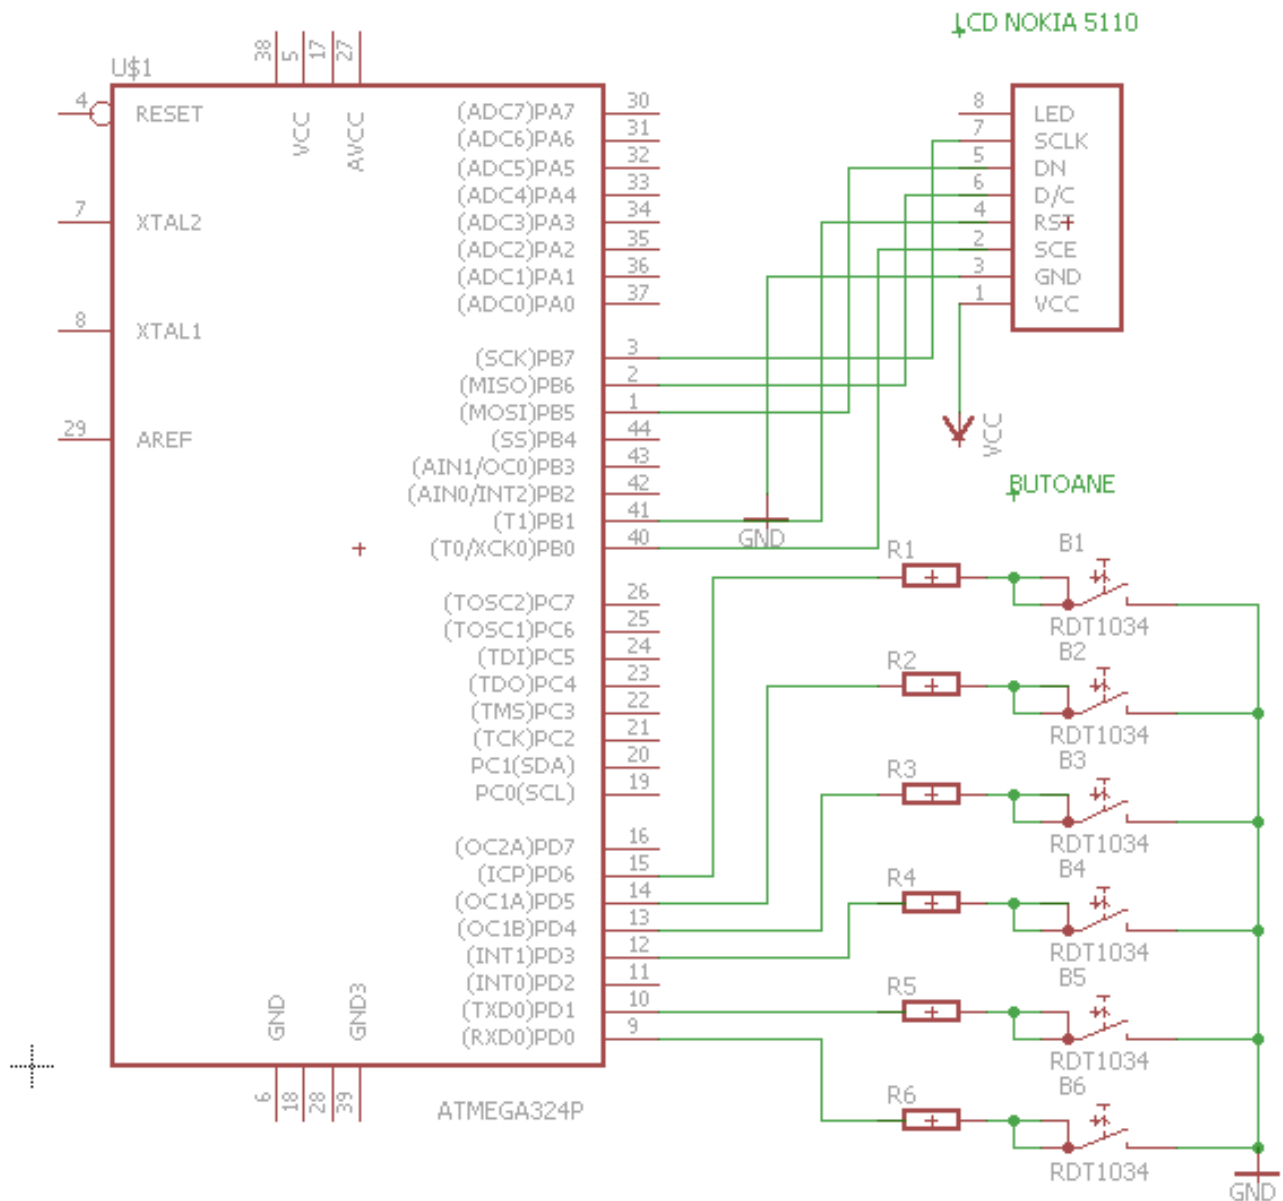 LCD NOKIA 5110
U$1
38
5
17
27
4
RESET
VCC
AVCC
7
XTAL2
8
XTAL1
29
AREF
(ADC7)PA7 30
(ADC6)PA6 31
(ADC5)PA5 32
(ADC4)PA4 33
(ADC3)PA3 34
(ADC2)PA2 35
(ADC1)PA1 36
(ADC0)PA0 37
(SCK)PB7 3
(MISO)PB6 2
(MOSI)PB5 1
(SS)PB4 44
(AIN1/OC0)PB3 43
(AIN0/INT2)PB2 42
(T1)PB1 41
(T0/XCK0)PB0 40
(TOSC2)PC7 26
(TOSC1)PC6 25
(TDI)PC5 24
(TDO)PC4 23
(TMS)PC3 22
(TCK)PC2 21
PC1(SDA) 20
PC0(SCL) 19
(OC2A)PD7 16
(ICP)PD6 15
(OC1A)PD5 14
(OC1B)PD4 13
(INT1)PD3 12
(INT0)PD2 11
(TXD0)PD1 10
(RXD0)PD0 9
GND
GND3
6
18
28
39
ATMEGA324P
8 LED
7 SCLK
5 DN
6 D/C
4 RST
2 SCE
3 GND
1 VCC
VCC
GND
BUTOANE
R1
B1
RDT1034
R2
B2
RDT1034
R3
B3
RDT1034
R4
B4
RDT1034
R5
B5
RDT1034
R6
B6
RDT1034
GND